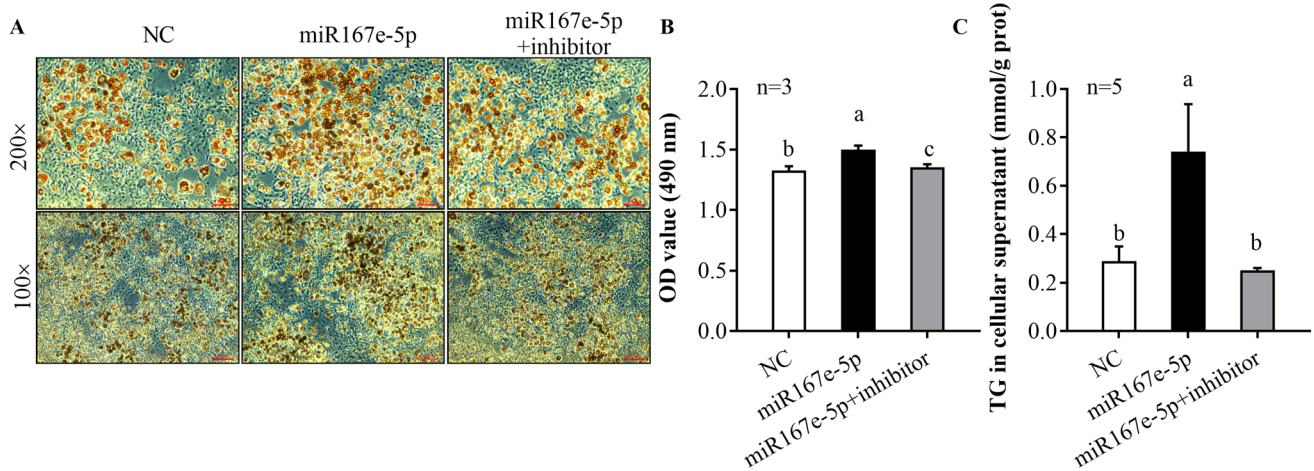 A
NC
miR167e-5p
miR167e-5p
+inhibitor
200×
100×
B
OD value (490 nm)
n=3
2.0
1.5
1.0
0.5
0.0
b
a
c
NC
miR167e-5p
miR167e-5p+inhibitor
C
TG in cellular supernatant (mmol/g prot)
n=5
1.0
0.8
0.6
0.4
0.2
0.0
b
a
b
NC
miR167e-5p
miR167e-5p+inhibitor